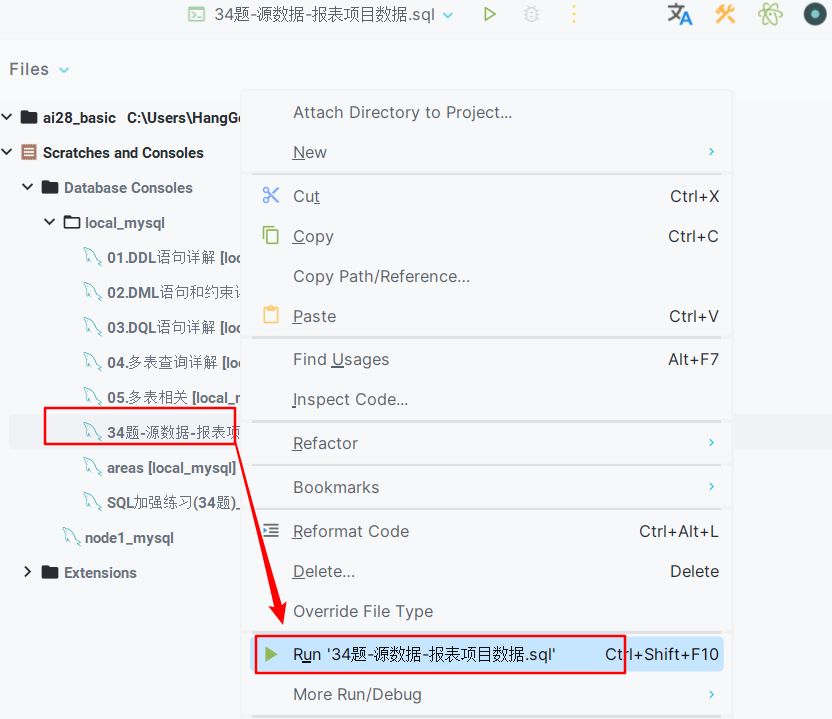 34题-源数据-报表项目数据.sql
Files
ai28_basic C:\Users\HangGe
Scratches and Consoles
Database Consoles
local_mysql
01.DDL语句详解 [loc
02.DML语句和约束
03.DQL语句详解 [loc
04.多表查询详解 [loc
05.多表相关 [local_m
34题-源数据-报表项
areas [local_mysql]
SQL加强练习(34题)_
node1_mysql
Extensions
Attach Directory to Project...
New
Cut Ctrl+X
Copy Ctrl+C
Copy Path/Reference...
Paste Ctrl+V
Find Usages Alt+F7
Inspect Code...
Refactor
Bookmarks
Reformat Code Ctrl+Alt+L
Delete... Delete
Override File Type
Run '34题-源数据-报表项目数据.sql' Ctrl+Shift+F10
More Run/Debug